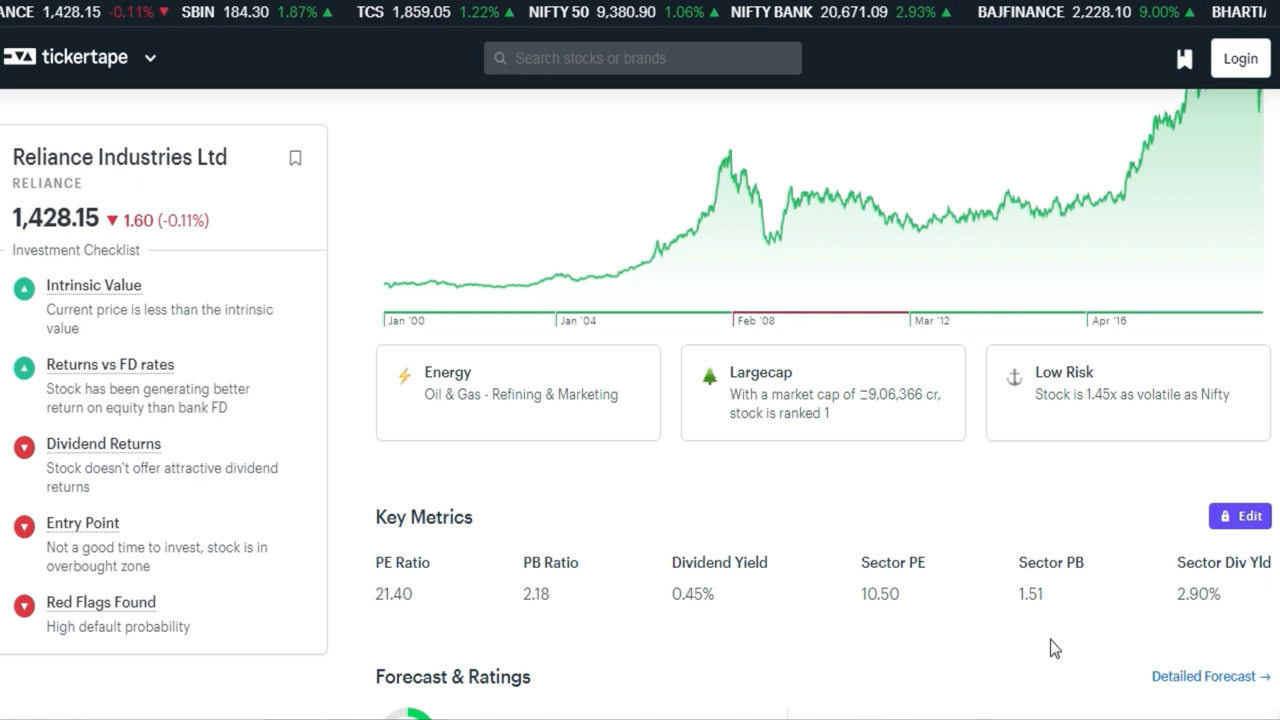 ANCE 1,428.15 -0.11% ▼ SBIN 184.30 1.87% ▲ TCS 1,859.05 1.22% ▲ NIFTY 50 9,380.90 1.06% ▲ NIFTY BANK 20,671.09 2.93% ▲ BAJFINANCE 2,228.10 9.00% ▲ BHARTI
tickertape
Search stocks or brands
Login
Reliance Industries Ltd
RELIANCE
1,428.15 ▼ 1.60 (-0.11%)
Investment Checklist
Intrinsic Value
Current price is less than the intrinsic
value
Returns vs FD rates
Stock has been generating better
return on equity than bank FD
Dividend Returns
Stock doesn't offer attractive dividend
returns
Entry Point
Not a good time to invest, stock is in
overbought zone
Red Flags Found
High default probability
Jan '00 Jan '04 Feb '08 Mar '12 Apr '16
Energy
Oil & Gas - Refining & Marketing
Largecap
With a market cap of 9,06,366 cr,
stock is ranked 1
Low Risk
Stock is 1.45x as volatile as Nifty
Key Metrics
Edit
PE Ratio PB Ratio Dividend Yield Sector PE Sector PB Sector Div Yld
21.40 2.18 0.45% 10.50 1.51 2.90%
Forecast & Ratings
Detailed Forecast →